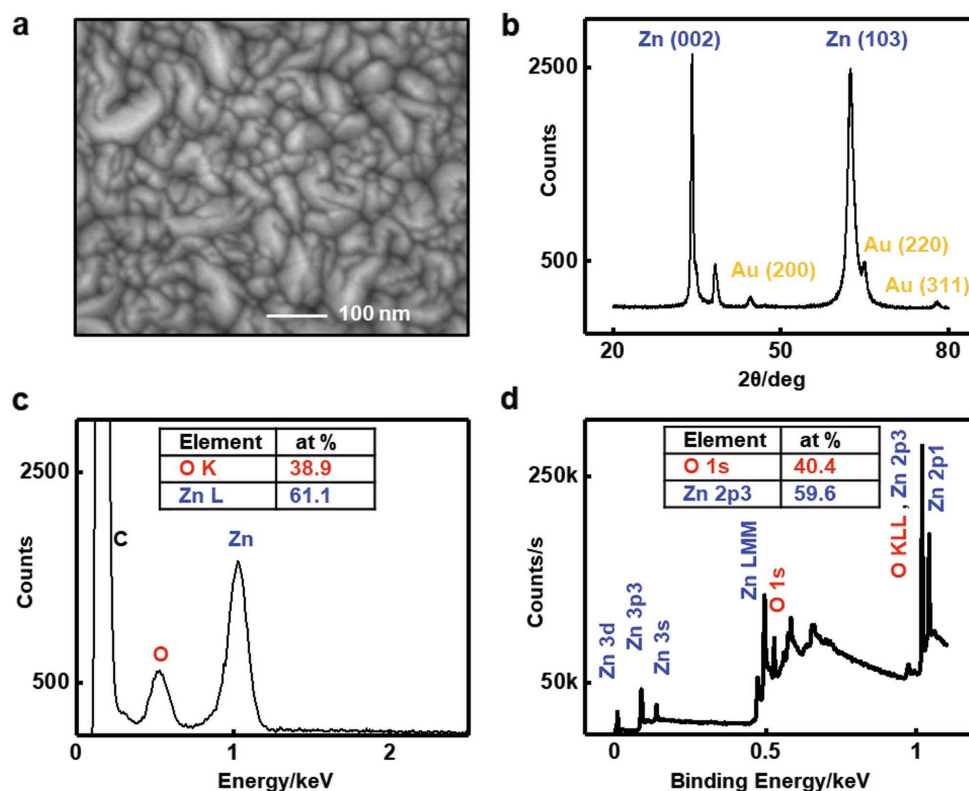 a
100 nm
b
Zn (002)
Zn (103)
2500
Counts
Au (220)
500
Au (200)
Au (311)
20
50
80
2θ/deg
c
Element at %
O K 38.9
Zn L 61.1
2500
C
Zn
Counts
O
500
0
1
2
Energy/keV
d
Element at %
O 1s 40.4
Zn 2p3 59.6
250k
O KLL , Zn 2p3
Zn 2p1
Counts/s
Zn LMM
O 1s
Zn 3d
Zn 3p3
Zn 3s
50k
0
0.5
1
Binding Energy/keV